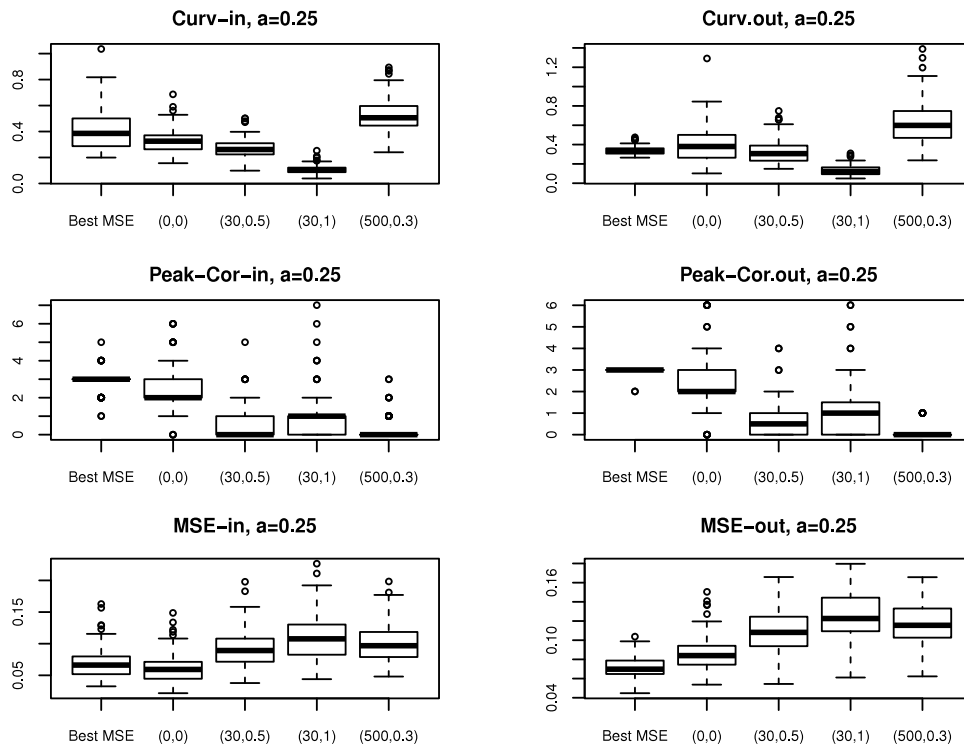 Curv−in, a=0.25
0.0 0.4 0.8
Best MSE (0,0) (30,0.5) (30,1) (500,0.3)
Curv.out, a=0.25
0.0 0.4 0.8 1.2
Best MSE (0,0) (30,0.5) (30,1) (500,0.3)
Peak−Cor−in, a=0.25
0 2 4 6
Best MSE (0,0) (30,0.5) (30,1) (500,0.3)
Peak−Cor.out, a=0.25
0 1 2 3 4 5 6
Best MSE (0,0) (30,0.5) (30,1) (500,0.3)
MSE−in, a=0.25
0.05 0.15
Best MSE (0,0) (30,0.5) (30,1) (500,0.3)
MSE−out, a=0.25
0.04 0.10 0.16
Best MSE (0,0) (30,0.5) (30,1) (500,0.3)